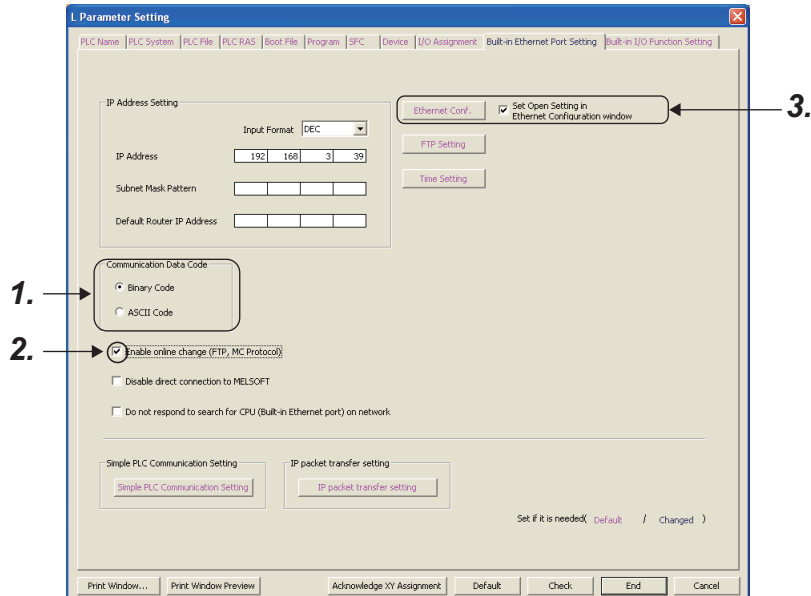 L Parameter Setting
PLC Name PLC System PLC File PLC RAS Boot File Program SFC Device I/O Assignment Built-in Ethernet Port Setting Built-in I/O Function Setting
IP Address Setting
Input Format DEC
IP Address 192 168 3 39
Subnet Mask Pattern
Default Router IP Address
Ethernet Conf. Set Open Setting in
Ethernet Configuration window
3.
FTP Setting
Time Setting
1.
Communication Data Code
Binary Code
ASCII Code
2.
Enable online change (FTP, MC Protocol)
Disable direct connection to MELSOFT
Do not respond to search for CPU (Built-in Ethernet port) on network
Simple PLC Communication Setting
Simple PLC Communication Setting
IP packet transfer setting
IP packet transfer setting
Set if it is needed( Default / Changed )
Print Window... Print Window Preview Acknowledge XY Assignment Default Check End Cancel